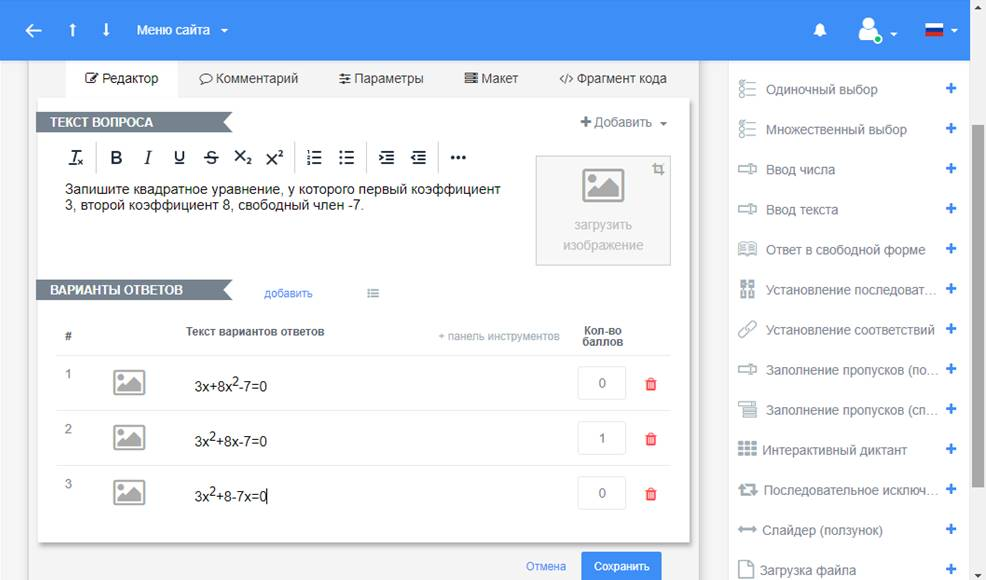 Меню сайта
Редактор
Комментарий
Параметры
Макет
</> Фрагмент кода
ТЕКСТ ВОПРОСА
+ Добавить
Tx B I U S X₂ X² •••
Запишите квадратное уравнение, у которого первый коэффициент
3, второй коэффициент 8, свободный член -7.
загрузить
изображение
ВАРИАНТЫ ОТВЕТОВ
добавить
# Текст вариантов ответов + панель инструментов Кол-во
баллов
1 3x+8x²-7=0 0
2 3x²+8x-7=0 1
3 3x²+8-7x=0 0
Отмена Сохранить
Одиночный выбор +
Множественный выбор +
Ввод числа +
Ввод текста +
Ответ в свободной форме +
Установление последоват... +
Установление соответствий +
Заполнение пропусков (по... +
Заполнение пропусков (сп... +
Интерактивный диктант +
Последовательное исключ... +
Слайдер (ползунок) +
Загрузка файла +